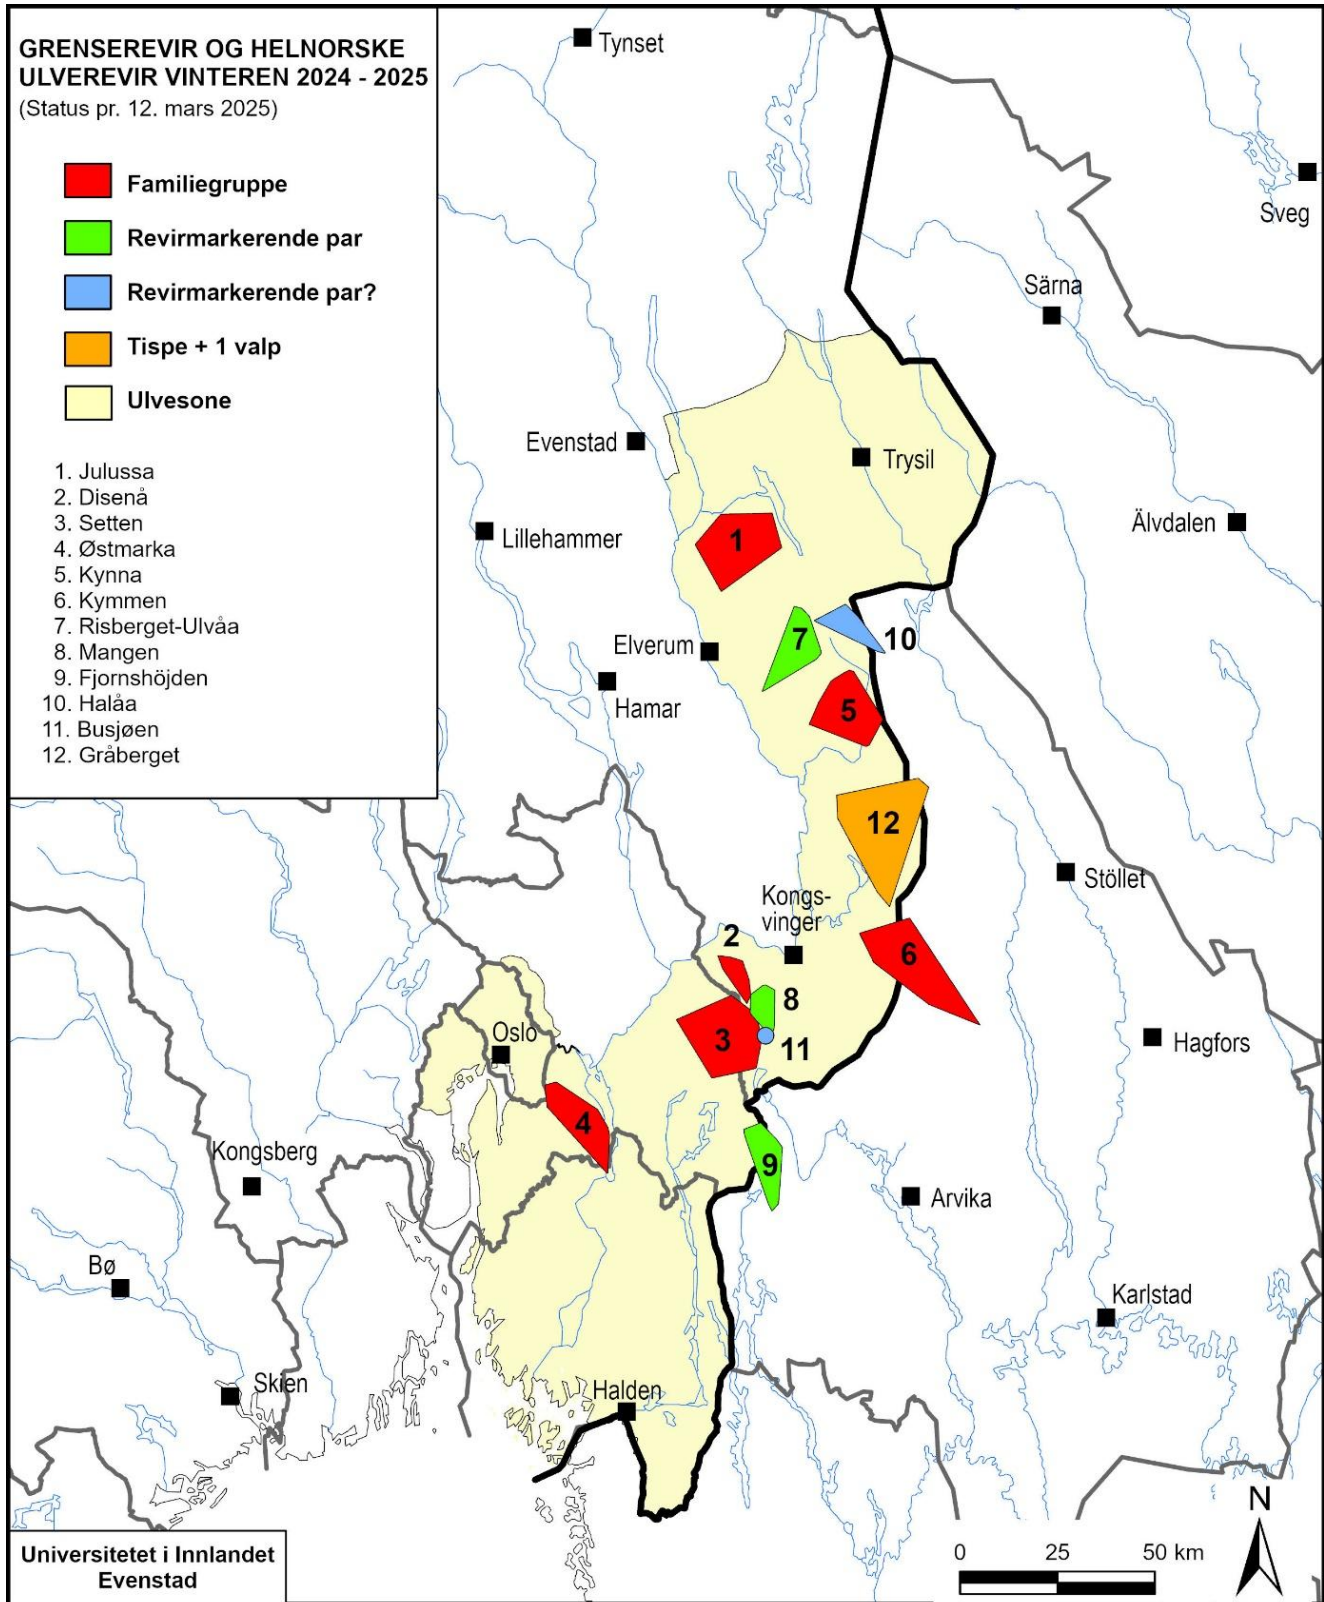 GRENSEREVIR OG HELNORSKE
ULVEREVIR VINTEREN 2024 - 2025
(Status pr. 12. mars 2025)
Familiegruppe
Revirmarkerende par
Revirmarkerende par?
Tispe + 1 valp
Ulvesone
1. Julussa
2. Disenå
3. Setten
4. Østmarka
5. Kynna
6. Kymmen
7. Risberget-Ulvåa
8. Mangen
9. Fjornshöjden
10. Halåa
11. Busjøen
12. Gråberget
Tynset
Sveg
Särna
Evenstad
Trysil
Lillehammer
Älvdalen
1
Elverum
7
10
Hamar
5
12
Stöllet
Kongs-
vinger
2
6
8
Oslo
3
11
Hagfors
4
Kongsberg
9
Arvika
Bø
Karlstad
Skien
Halden
N
0 25 50 km
Universitetet i Innlandet
Evenstad